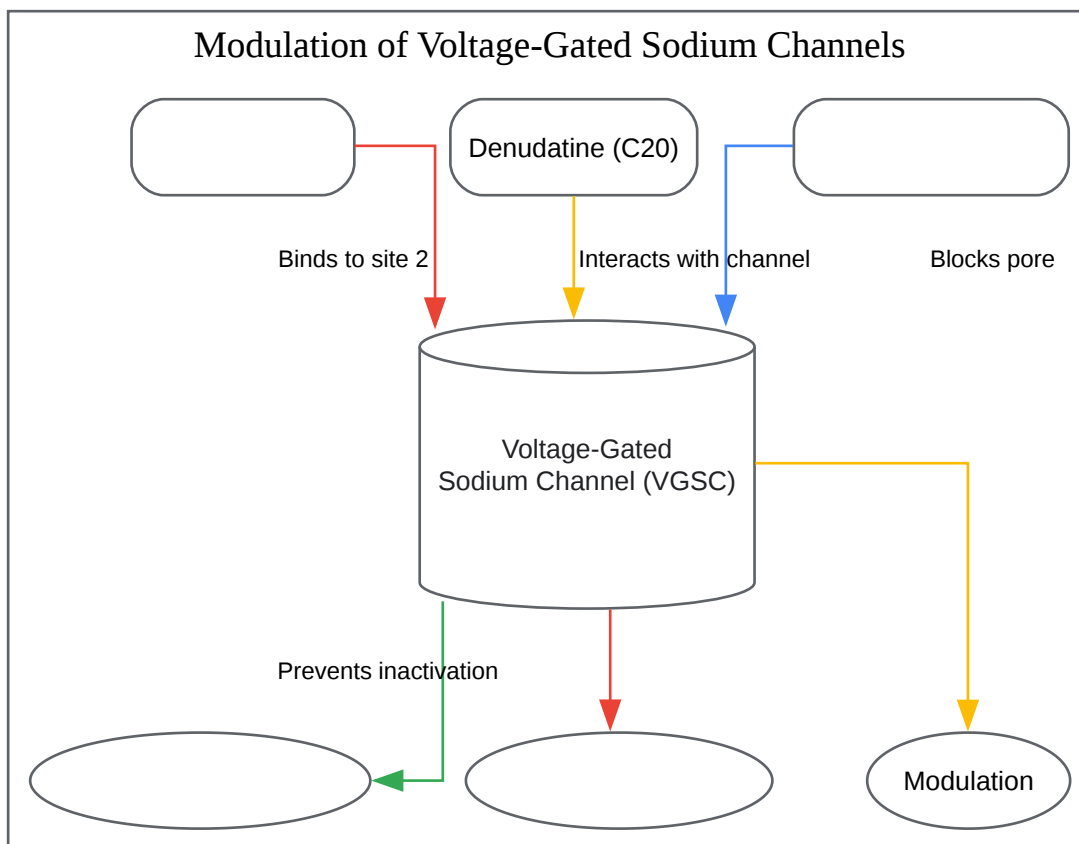 Modulation of Voltage-Gated Sodium Channels
Denudatine (C20)
Binds to site 2
Interacts with channel
Blocks pore
Voltage-Gated
Sodium Channel (VGSC)
Prevents inactivation
Modulation